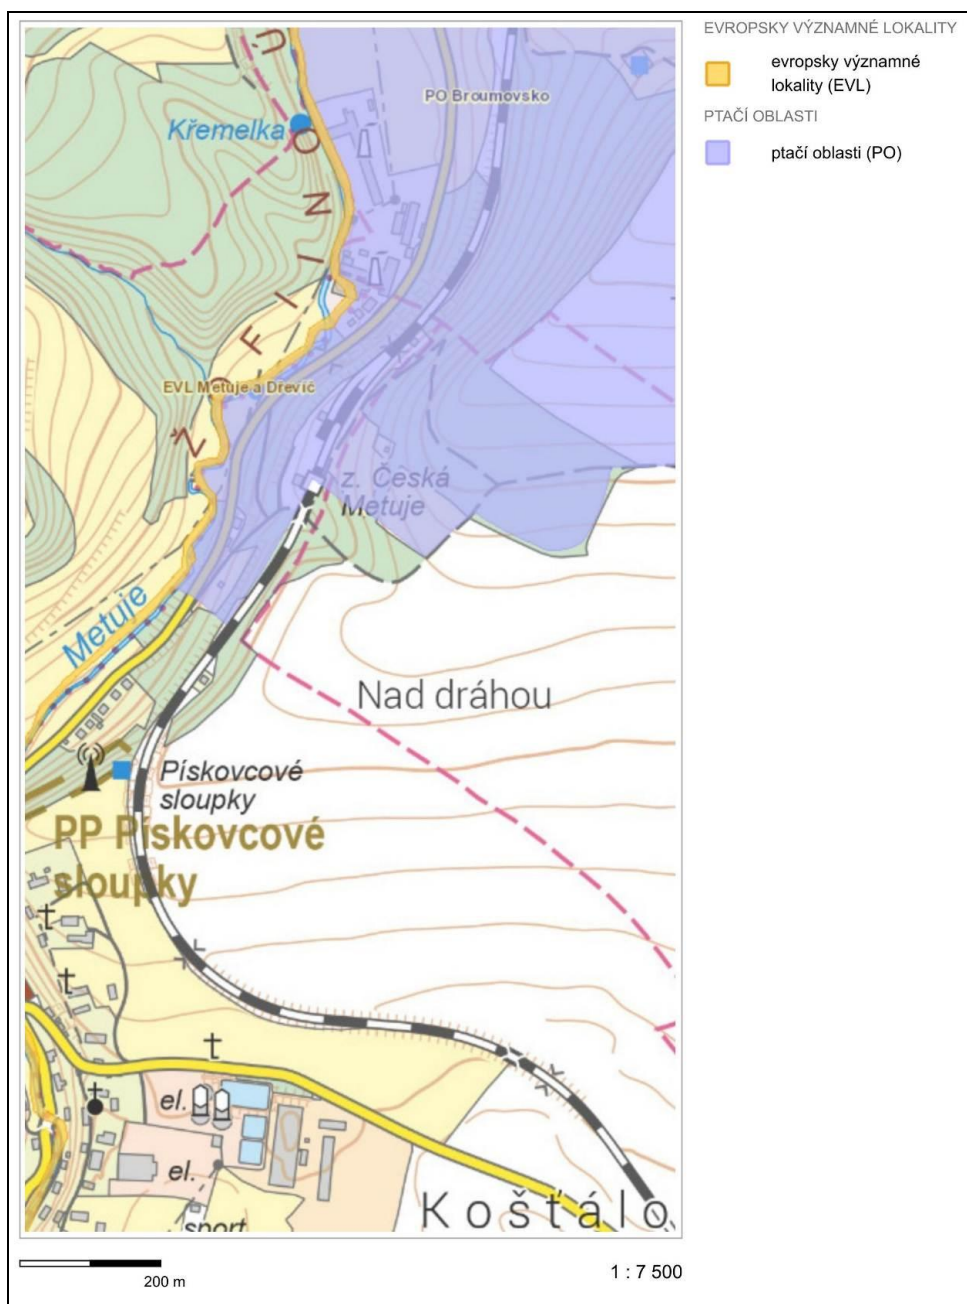 EVROPSKY VÝZNAMNÉ LOKALITY
evropsky významné
lokality (EVL)
PTAČÍ OBLASTI
ptačí oblasti (PO)
PO Broumovsko
Křemelka
Ú
O
N
I
I
F
O
Ž
EVL Metuje a Dřevíč
z. Česká
Metuje
Metuje
Nad dráhou
Pískovcové
sloupky
PP Pískovcové
sloupky
el.
el.
sport
Košťálo
200 m
1 : 7 500